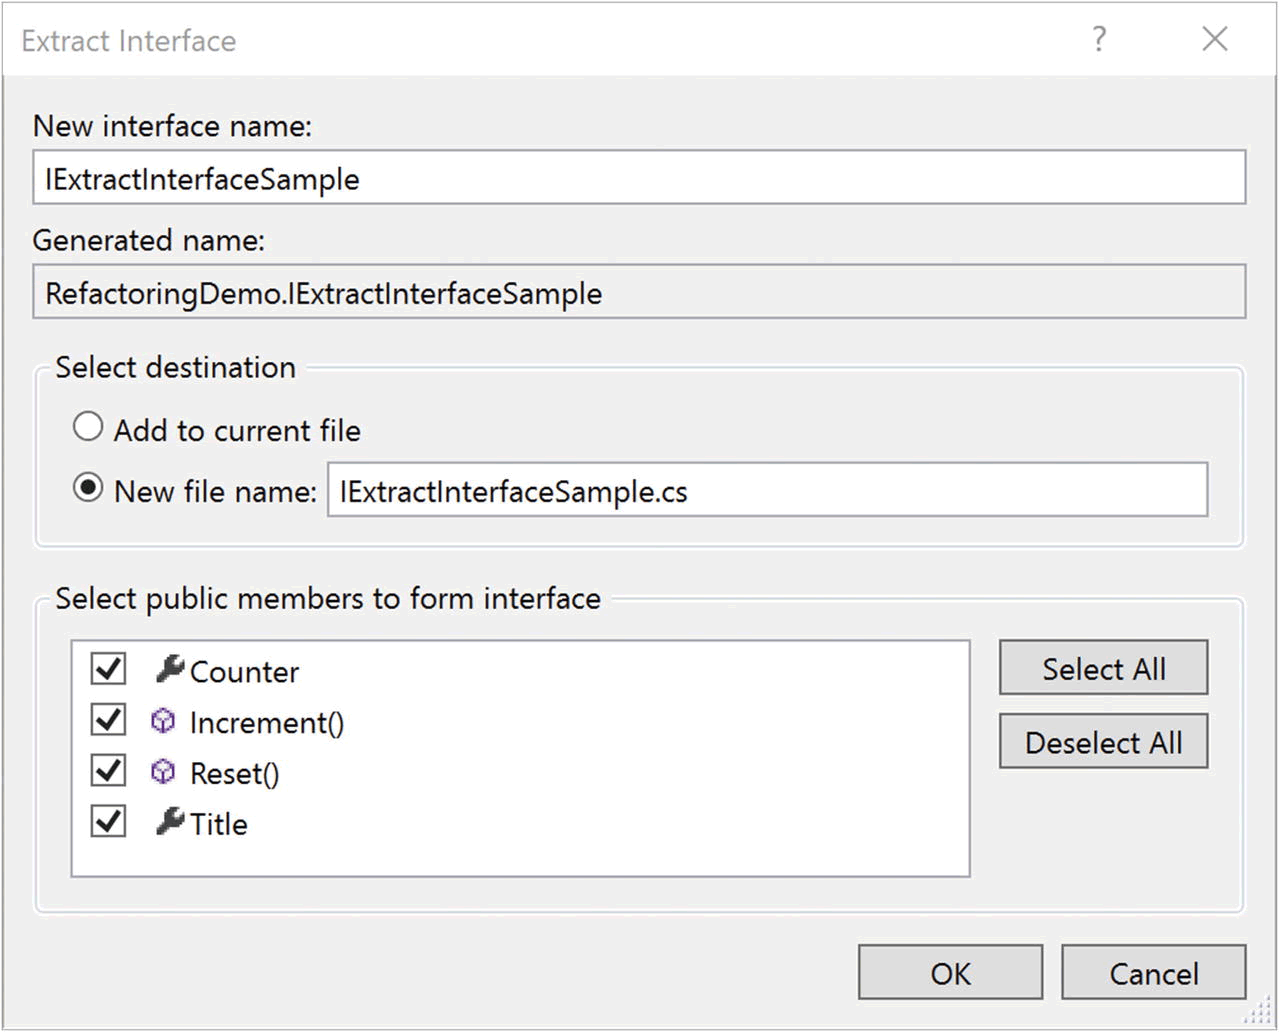 Extract Interface
?
New interface name:
IExtractInterfaceSample
Generated name:
RefactoringDemo.IExtractInterfaceSample
Select destination
Add to current file
New file name: IExtractInterfaceSample.cs
Select public members to form interface
Counter
Increment()
Reset()
Title
Select All
Deselect All
OK
Cancel